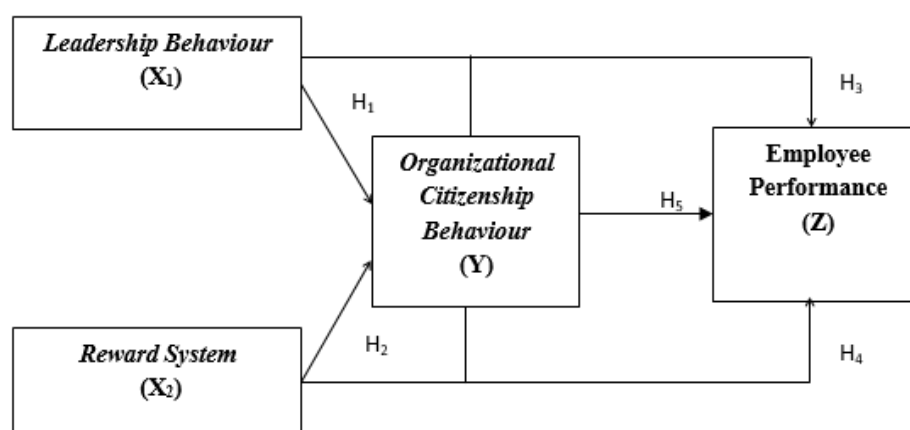 Leadership Behaviour
(X₁)
H₁
H₃
Organizational
Citizenship
Behaviour
(Y)
H₅
Employee
Performance
(Z)
H₂
H₄
Reward System
(X₂)